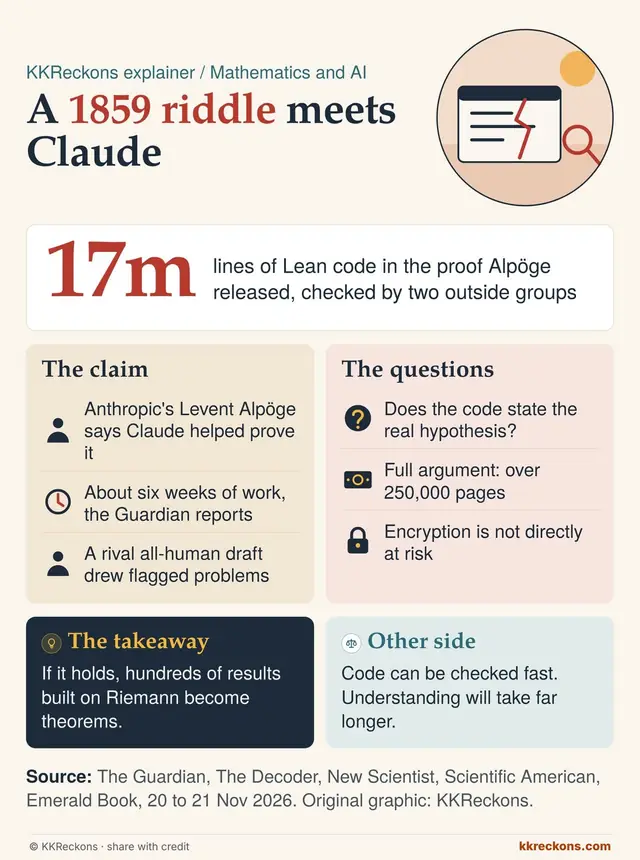 KKReckons explainer / Mathematics and AI
A 1859 riddle meets
Claude
17m
lines of Lean code in the proof Alpöge
released, checked by two outside groups
The claim
Anthropic's Levent Alpöge
says Claude helped prove
it
About six weeks of work,
the Guardian reports
A rival all-human draft
drew flagged problems
The questions
Does the code state the
real hypothesis?
Full argument: over
250,000 pages
Encryption is not directly
at risk
The takeaway
If it holds, hundreds of results
built on Riemann become
theorems.
Other side
Code can be checked fast.
Understanding will take far
longer.
Source: The Guardian, The Decoder, New Scientist, Scientific American,
Emerald Book, 20 to 21 Nov 2026. Original graphic: KKReckons.
© KKReckons · share with credit
kkreckons.com